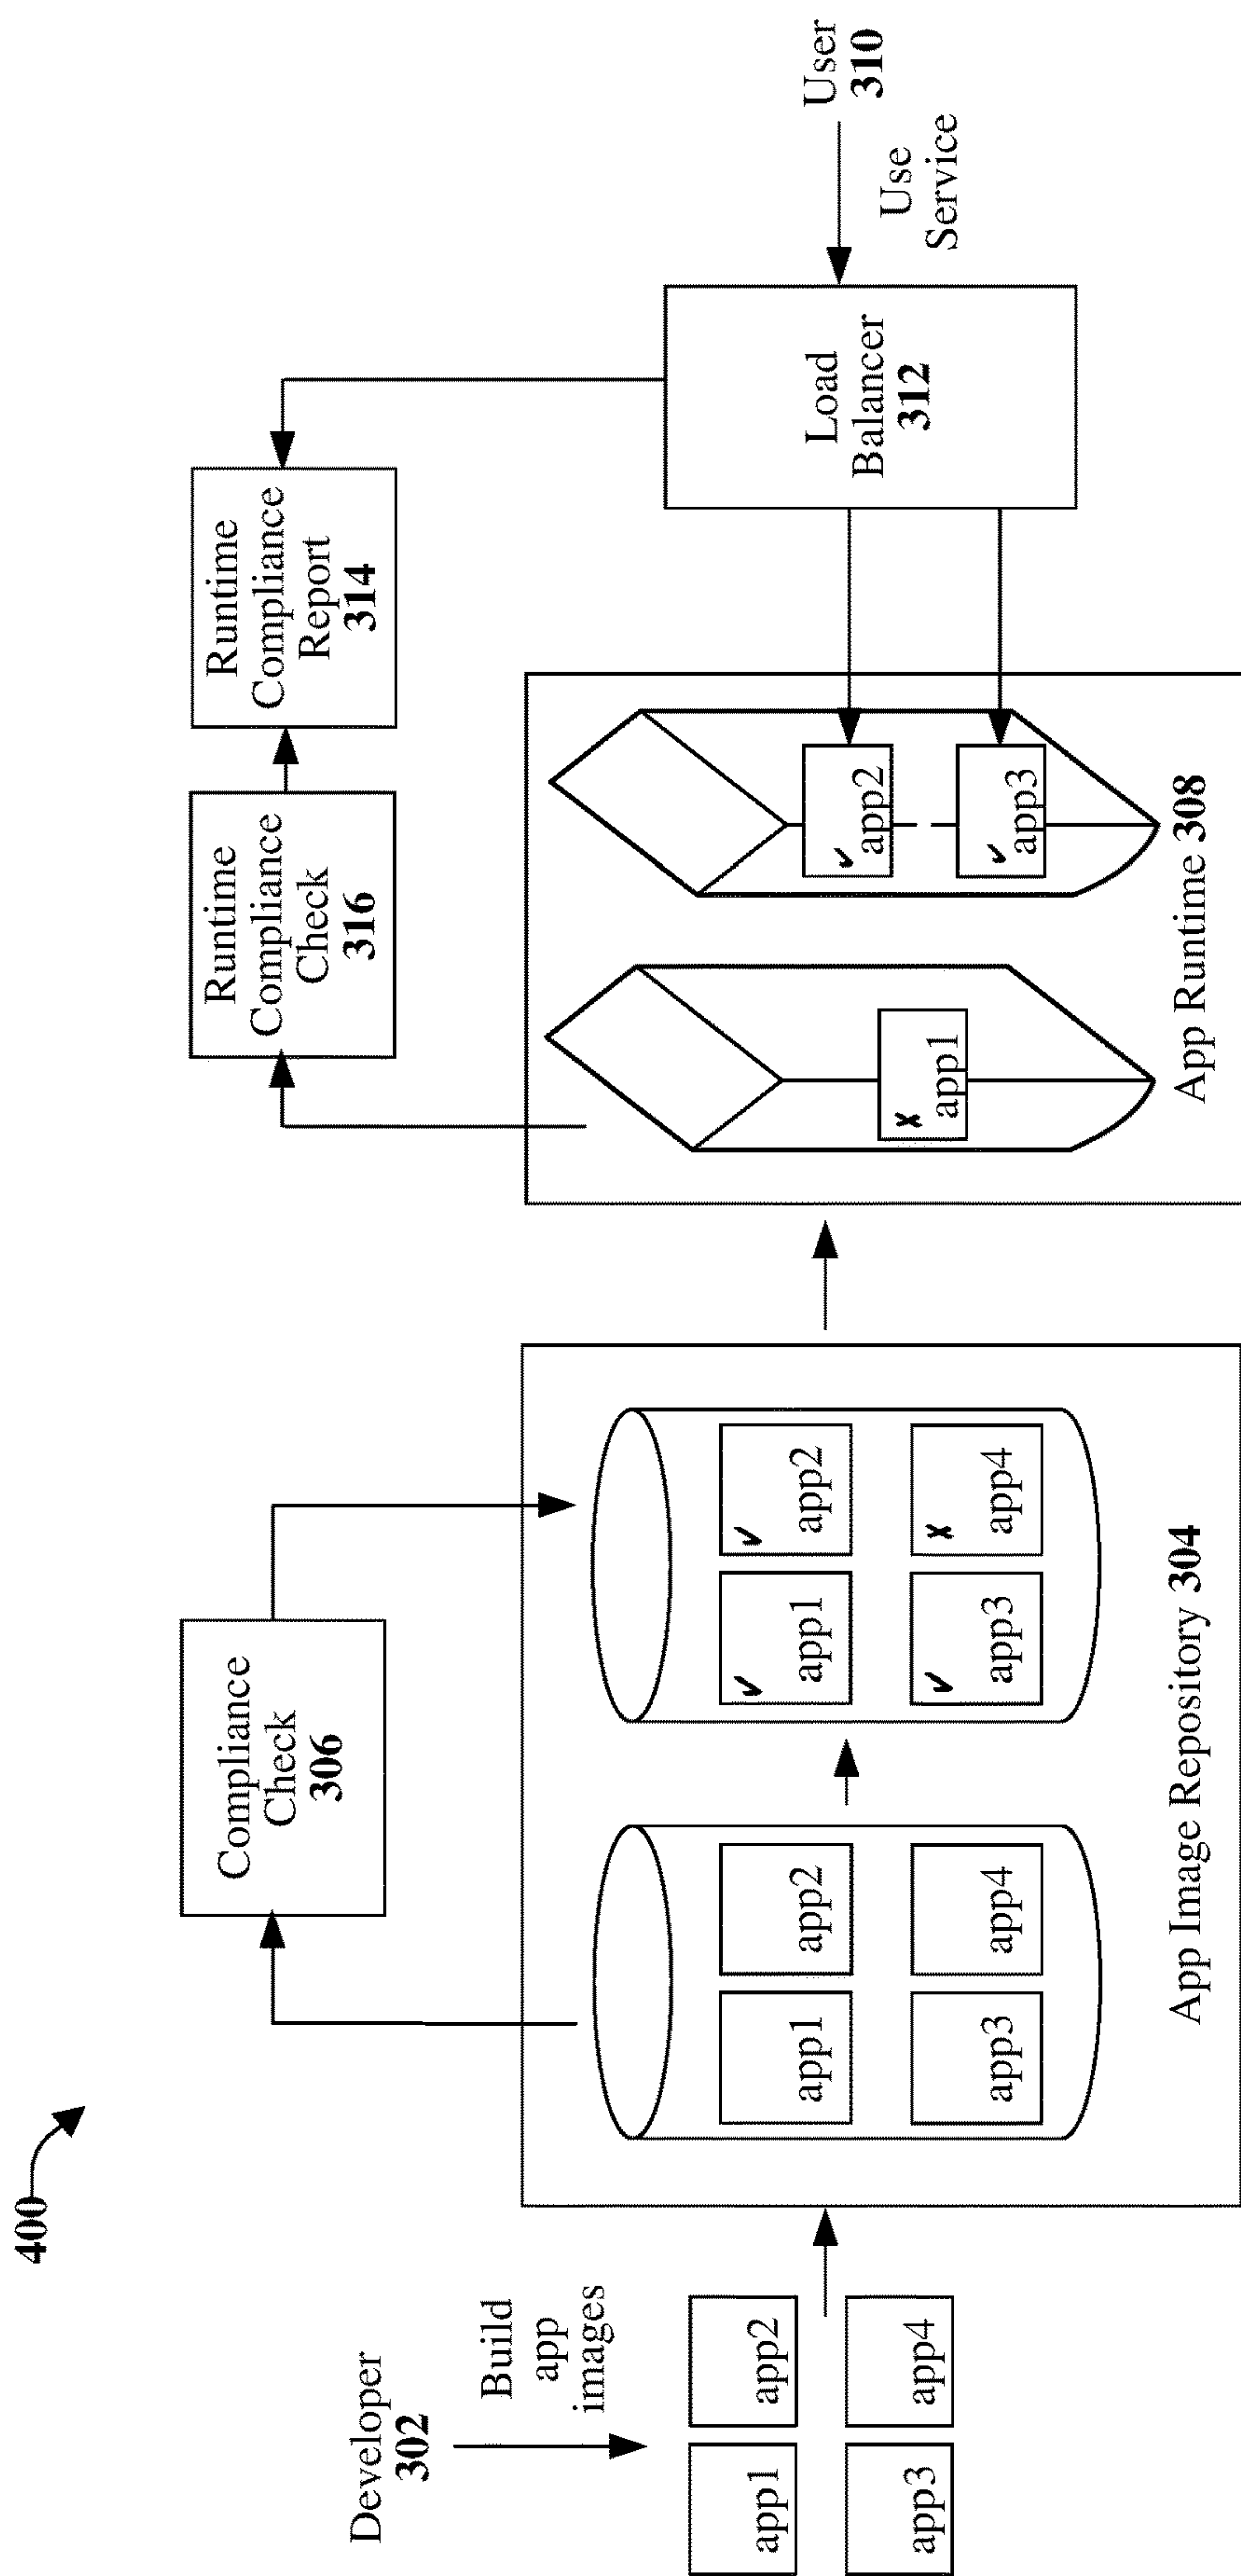 400
Developer
302
Build
app
images
app1
app2
app3
app4
Compliance
Check
306
app1
app2
app3
app4
✓
app1
✓
app2
✓
app3
x
app4
App Image Repository 304
Runtime
Compliance
Check
316
Runtime
Compliance
Report
314
x
app1
✓
app2
✓
app3
App Runtime 308
Load
Balancer
312
User
310
Use
Service